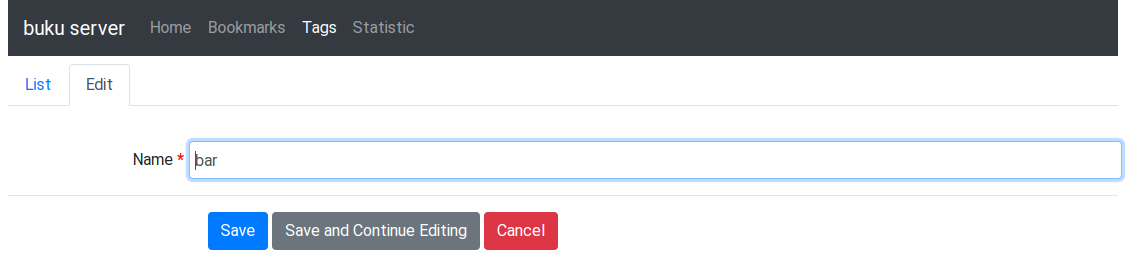 buku server Home Bookmarks Tags Statistic
List Edit
Name * bar
Save Save and Continue Editing Cancel